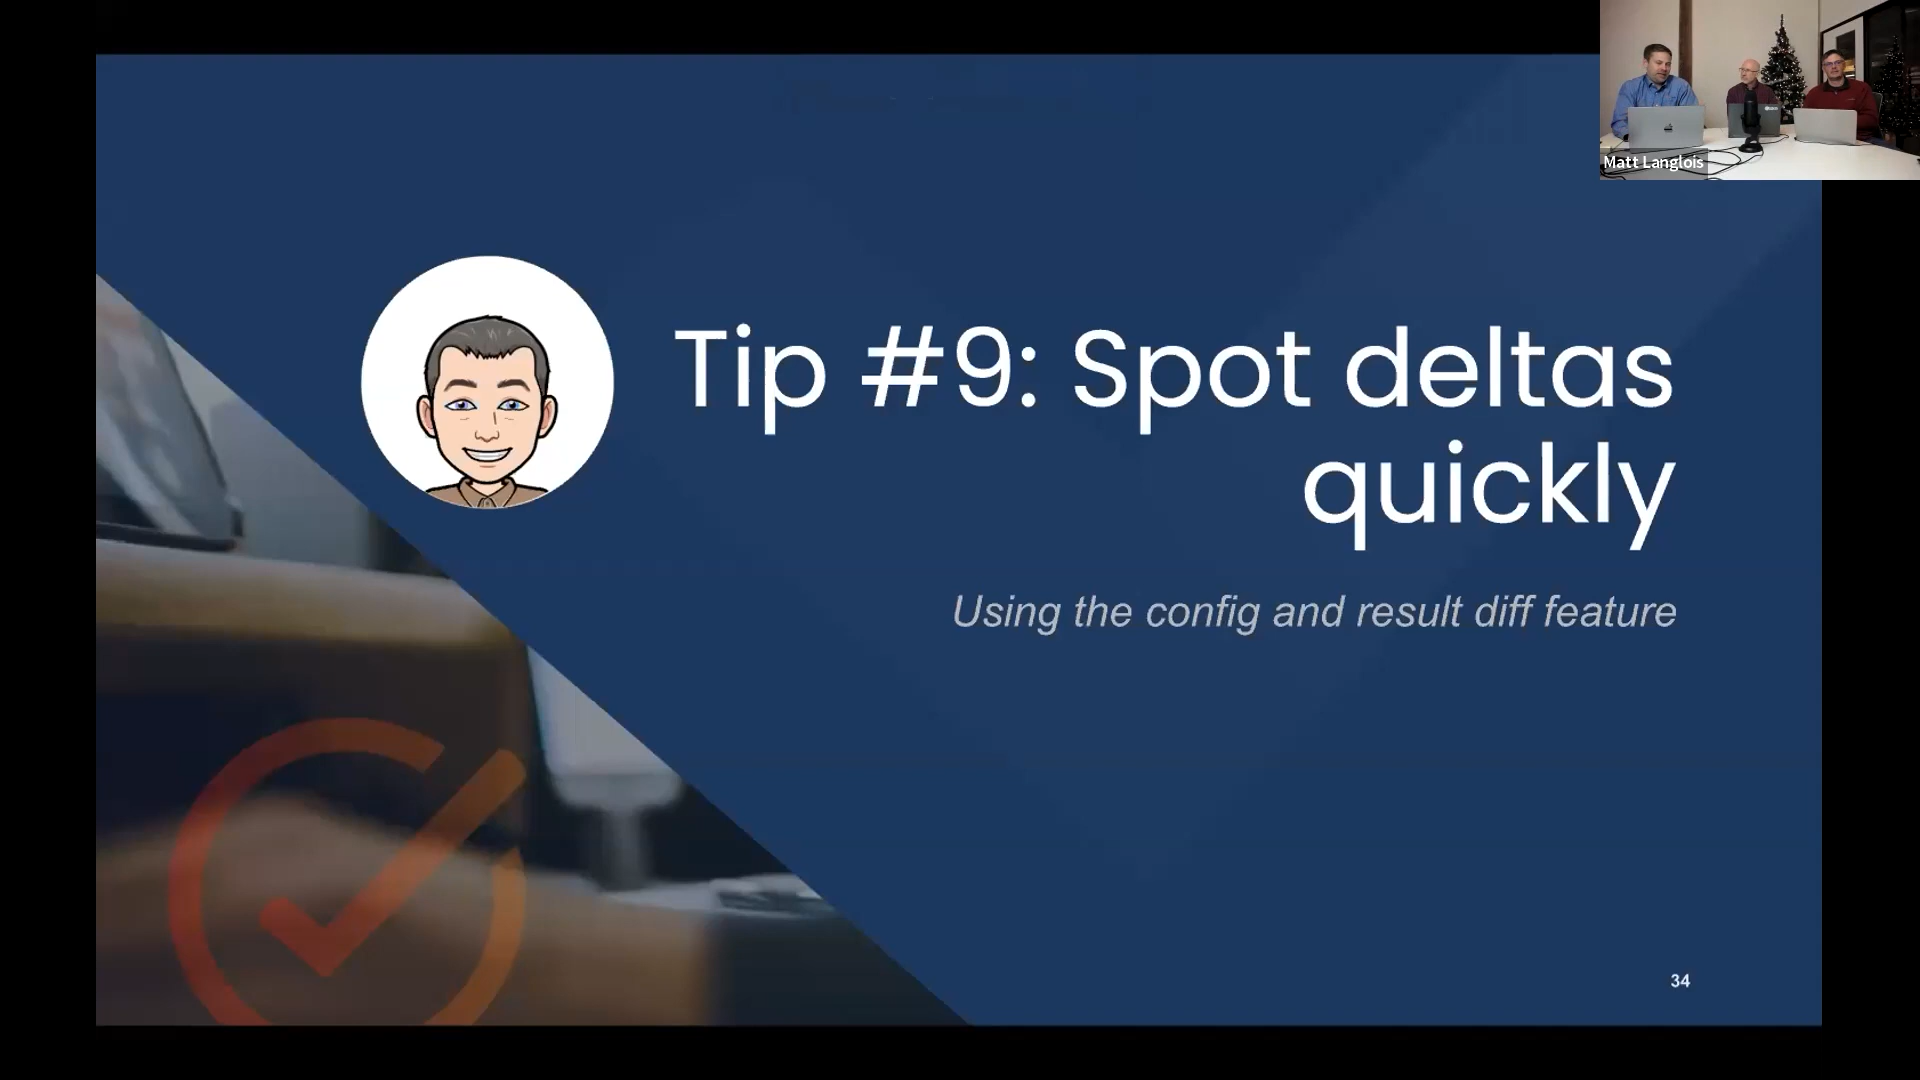 Matt Langlois
Tip #9: Spot deltas
quickly
Using the config and result diff feature
34